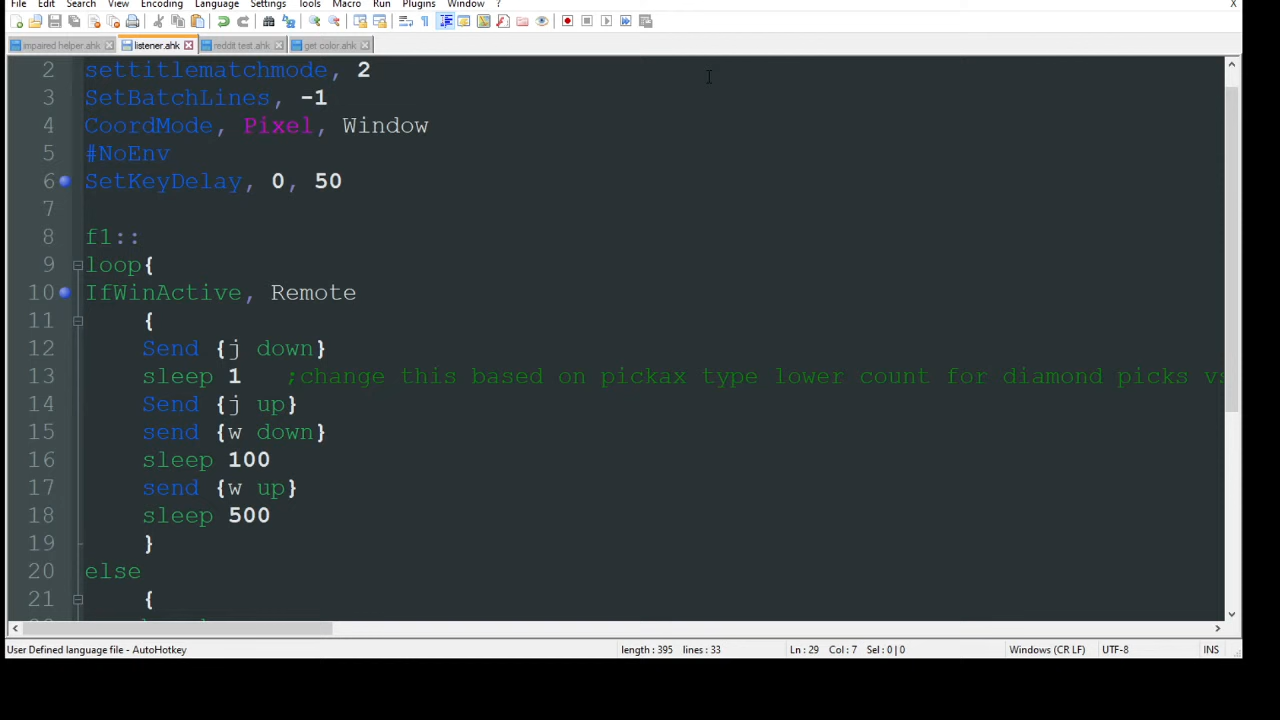 File Edit Search View Encoding Language Settings Tools Macro Run Plugins Window ? X
impaired helper.ahk listener.ahk reddit test.ahk get color.ahk
2 settitlematchmode, 2
3 SetBatchLines, -1
4 CoordMode, Pixel, Window
5 #NoEnv
6 SetKeyDelay, 0, 50
7
8 f1::
9 loop{
10 IfWinActive, Remote
11 {
12 Send {j down}
13 sleep 1 ;change this based on pickax type lower count for diamond picks vs
14 Send {j up}
15 send {w down}
16 sleep 100
17 send {w up}
18 sleep 500
19 }
20 else
21 {
User Defined language file - AutoHotkey length : 395 lines : 33 Ln : 29 Col : 7 Sel : 0 | 0 Windows (CR LF) UTF-8 INS